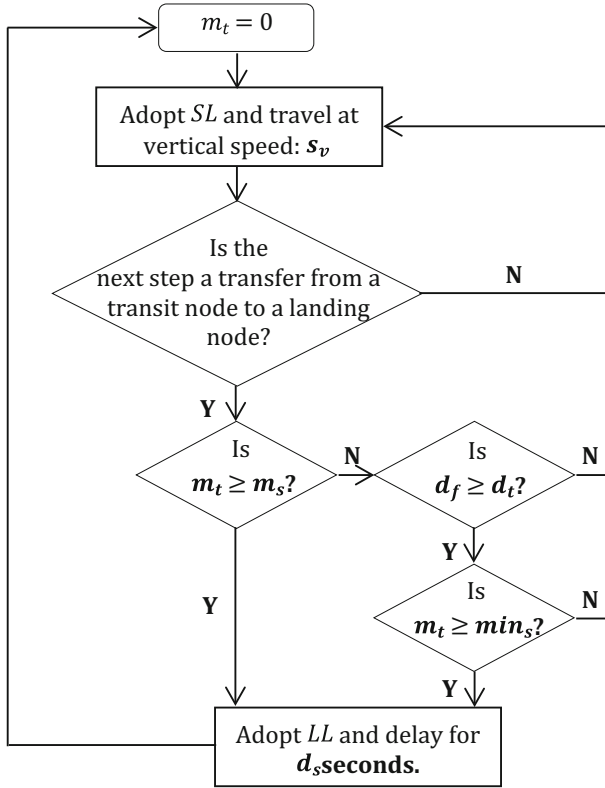 m_t = 0
Adopt SL and travel at
vertical speed: s_v
Is the
next step a transfer from a
transit node to a landing
node?
N
Y
Is
m_t ≥ m_s?
N
Is
d_f ≥ d_t?
N
Y
Y
Is
m_t ≥ min_s?
N
Y
Adopt LL and delay for
d_s seconds.